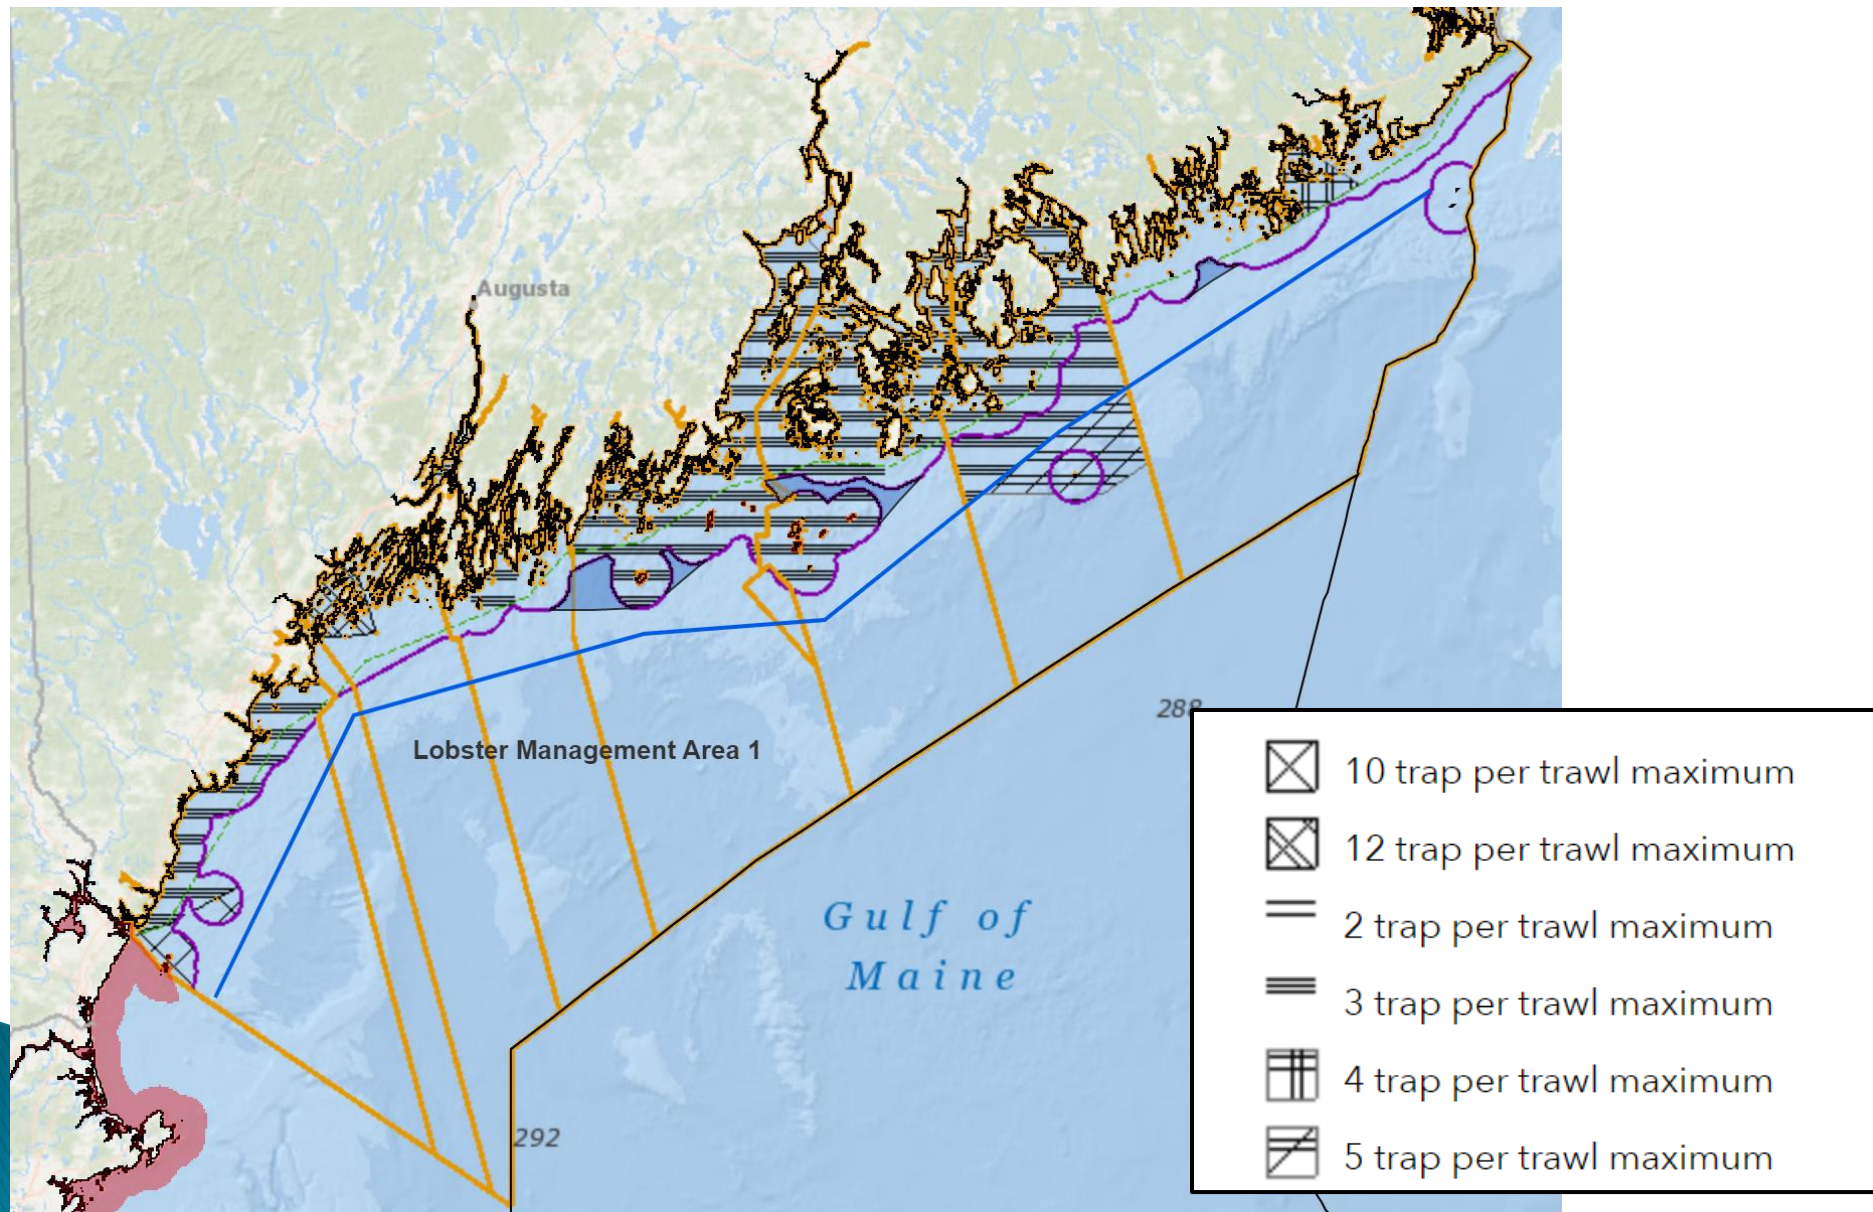 Augusta
288
Lobster Management Area 1
Gulf of
Maine
292
10 trap per trawl maximum
12 trap per trawl maximum
2 trap per trawl maximum
3 trap per trawl maximum
4 trap per trawl maximum
5 trap per trawl maximum